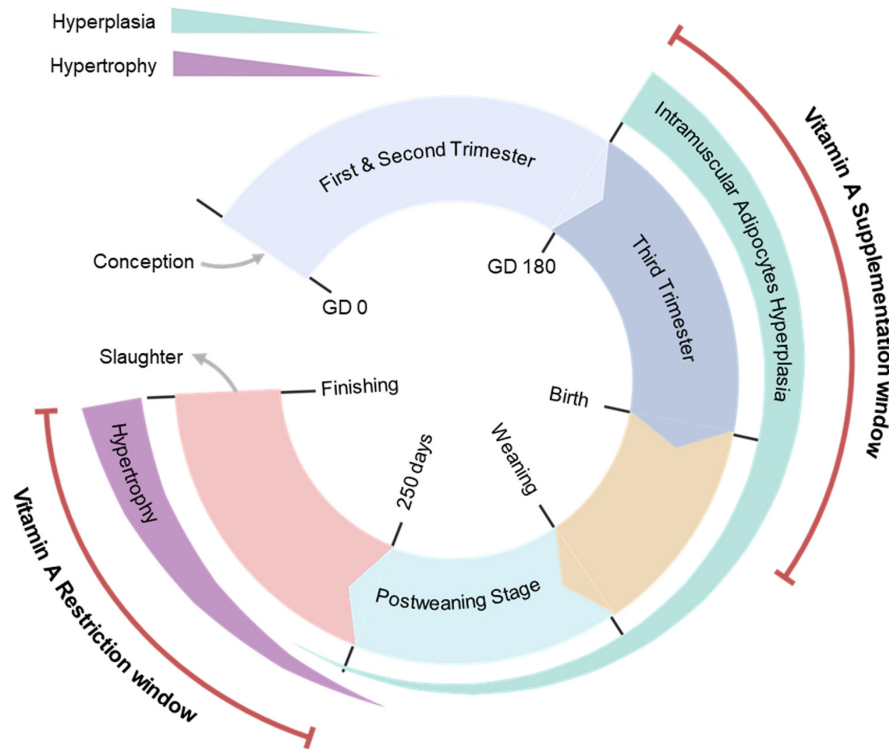 Hyperplasia
Hypertrophy
First & Second Trimester
Intramuscular Adipocytes Hyperplasia
Vitamin A Supplementation window
Third Trimester
Conception
GD 180
GD 0
Slaughter
Finishing
Birth
Weaning
250 days
Hypertrophy
Postweaning Stage
Vitamin A Restriction window